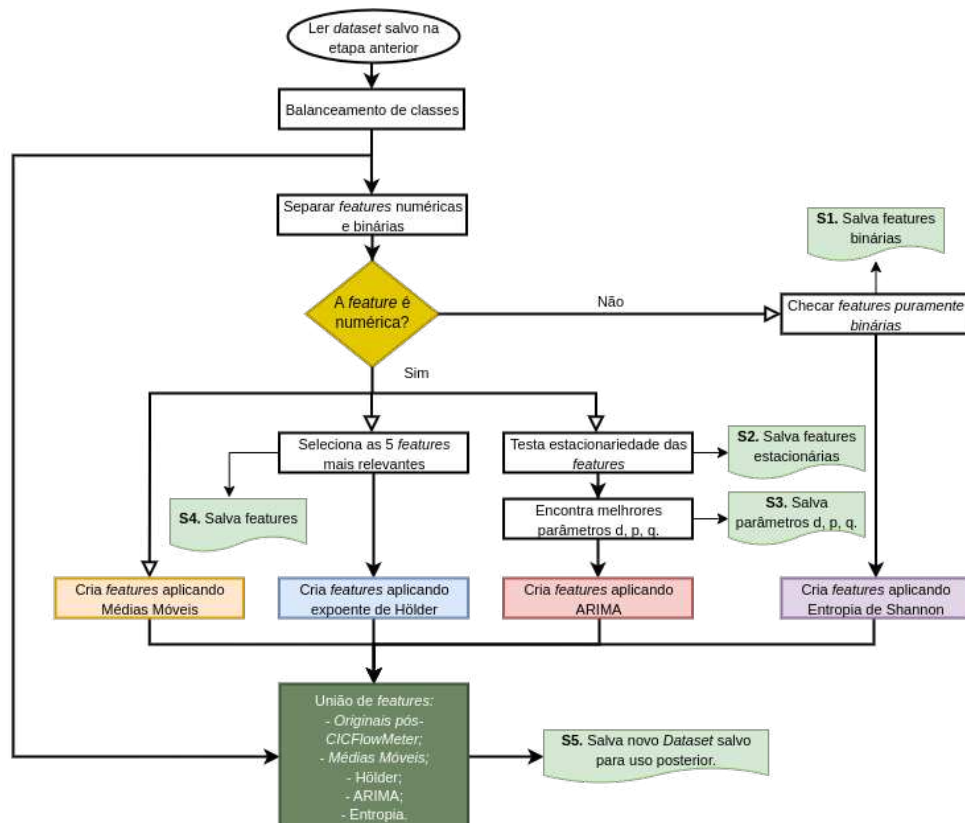 Ler dataset salvo na
etapa anterior
Balanceamento de classes
Separar features numéricas
e binárias
S1. Salva features
binárias
A feature é
numérica?
Não
Checar features puramente
binárias
Sim
Seleciona as 5 features
mais relevantes
Testa estacionariedade das
features
S2. Salva features
estacionárias
S4. Salva features
Encontra melhrores
parâmetros d, p, q.
S3. Salva
parâmetros d, p, q.
Cria features aplicando
Médias Móveis
Cria features aplicando
expoente de Hölder
Cria features aplicando
ARIMA
Cria features aplicando
Entropia de Shannon
União de features:
- Originais pós-
CICFlowMeter;
- Médias Móveis;
- Hölder;
- ARIMA;
- Entropia.
S5. Salva novo Dataset salvo
para uso posterior.